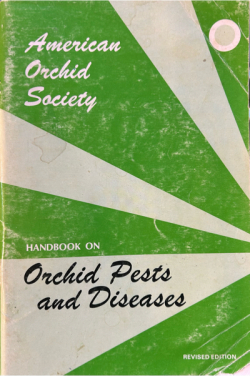 American
Orchid
Society
HANDBOOK ON
Orchid Pests
and Diseases
REVISED EDITION